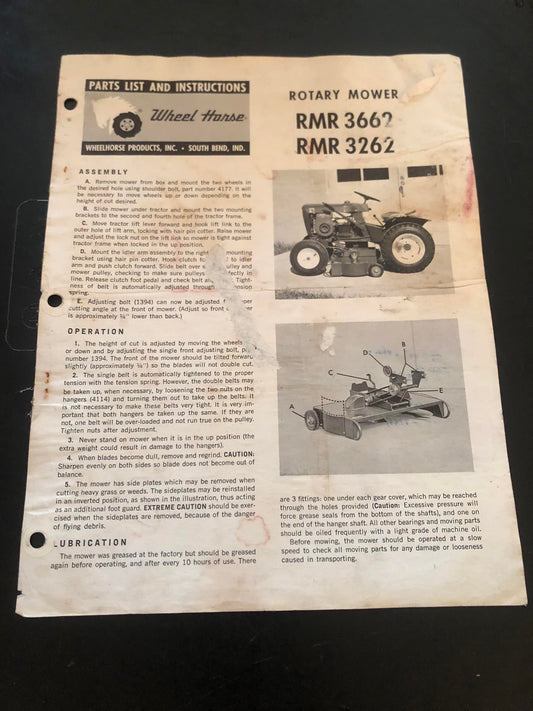 PARTS LIST AND INSTRUCTIONS
Wheel Horse
WHEELHORSE PRODUCTS, INC. • SOUTH BEND, IND.
ROTARY MOWER
RMR 3662
RMR 3262
ASSEMBLY
A. Remove mower from box and mount the two wheels in
the desired hole using shoulder bolt, part number 4177. It will
be necessary to move wheels up or down depending on the
height of cut desired.
B. Slide mower under tractor and mount the two mounting
brackets to the second and fourth hole of the tractor frame.
C. Move tractor lift lever forward and hook lift link to the
outer hole of lift arm, locking with hair pin cotter. Raise mower
and adjust the lock nut on the lift link so mower is tight against
tractor frame when locked in the up position.
D. Mount the idler arm assembly to the right mounting
bracket using hair pin cotter. Hook clutch to idler
arm and push clutch forward. Slide belt over pulley and
mower pulley, checking to make sure pulleys in
line. Release clutch foot pedal and check belt Tight-
ness of belt is automatically adjusted through
spring.
E. Adjusting bolt (1394) can now be adjusted
cutting angle at the front of mower. (Adjust so front
is approximately lower than back.)
OPERATION
1. The height of cut is adjusted by moving the wheels
or down and by adjusting the single front adjusting bolt,
number 1394. The front of the mower should be tilted forward
slightly (approximately so the blades will not double cut.
2. The single belt is automatically tightened to the proper
tension with the tension spring. However, the double belts may
be taken up, when necessary, by loosening the two nuts on the
hangers (4114) and turning them out to take up the belts. It
is not necessary to make these belts very tight. It is very im-
portant that both hangers be taken up the same. If they are
not, one belt will be over-loaded and not run true on the pulley.
Tighten nuts after adjustment.
3. Never stand on mower when it is in the up position (the
extra weight could result in damage to the hangers).
4. When blades become dull, remove and regrind. CAUTION:
Sharpen evenly on both sides so blade does not become out of
balance.
5. The mower has side plates which may be removed when
cutting heavy grass or weeds. The sideplates may be reinstalled
in an inverted position, as shown in the illustration, thus acting
as an additional foot guard. EXTREME CAUTION should be exer-
cised when the sideplates are removed, because of the danger
of flying debris.
LUBRICATION
The mower was greased at the factory but should be greased
again before operating, and after every 10 hours of use. There
D
B
C
E
A
are 3 fittings: one under each gear cover, which may be reached
through the holes provided (Caution: Excessive pressure will
force grease seals from the bottom of the shafts), and one on
the end of the hanger shaft. All other bearings and moving parts
should be oiled frequently with a light grade of machine oil.
Before mowing, the mower should be operated at a slow
speed to check all moving parts for any damage or looseness
caused in transporting.